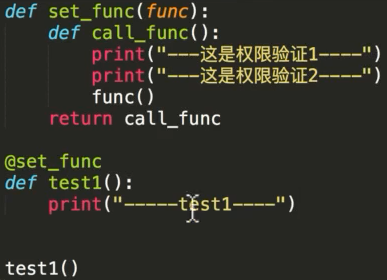 def set_func(func):
    def call_func():
        print("---这是权限验证1----")
        print("---这是权限验证2----")
        func()
    return call_func

@set_func
def test1():
    print("-----test1----")

test1()